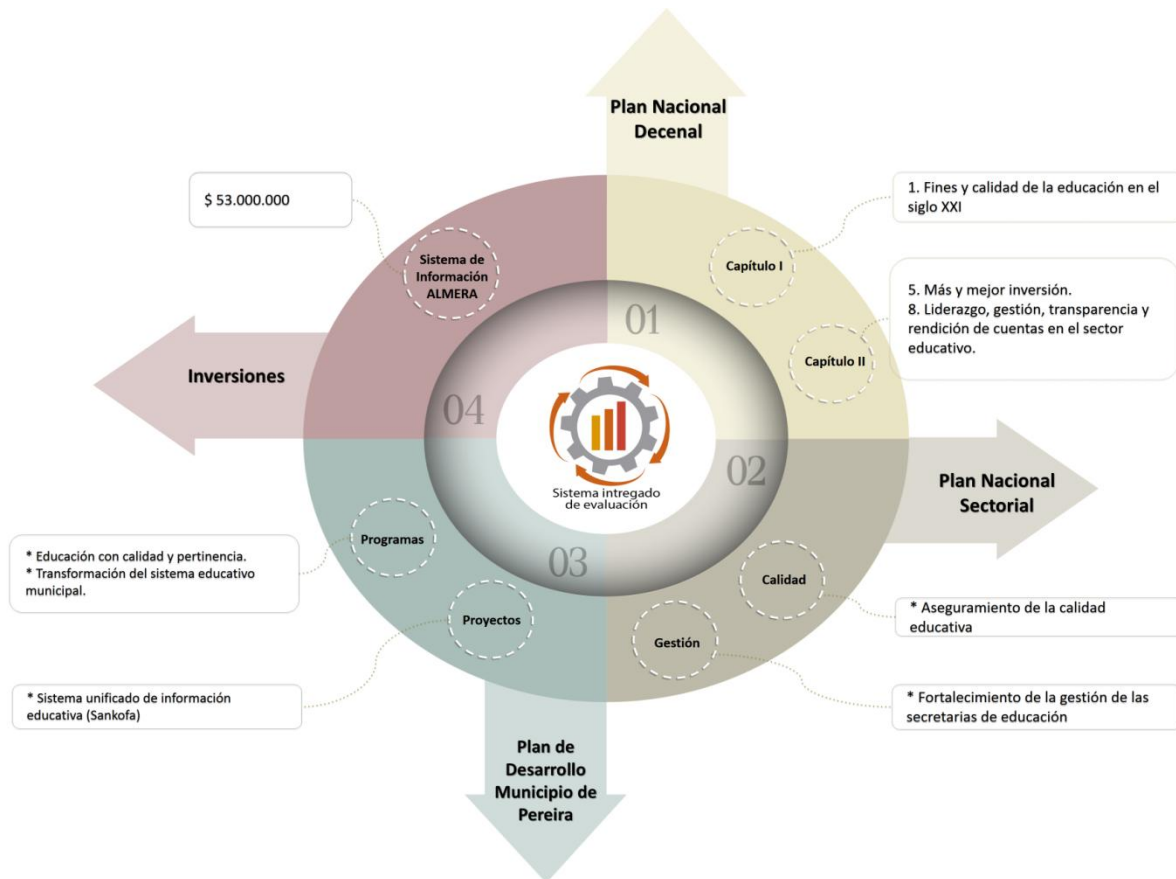 Plan Nacional
Decenal
1. Fines y calidad de la educación en el
siglo XXI
$ 53.000.000
Sistema de
Información
ALMERA
Capítulo I
5. Más y mejor inversión.
8. Liderazgo, gestión, transparencia y
rendición de cuentas en el sector
educativo.
01
Capítulo II
Inversiones
04
02
Plan Nacional
Sectorial
Sistema intregado
de evaluación
Programas
* Educación con calidad y pertinencia.
* Transformación del sistema educativo
municipal.
03
Calidad
* Aseguramiento de la calidad
educativa
Proyectos
Gestión
* Sistema unificado de información
educativa (Sankofa)
* Fortalecimiento de la gestión de las
secretarias de educación
Plan de
Desarrollo
Municipio de
Pereira